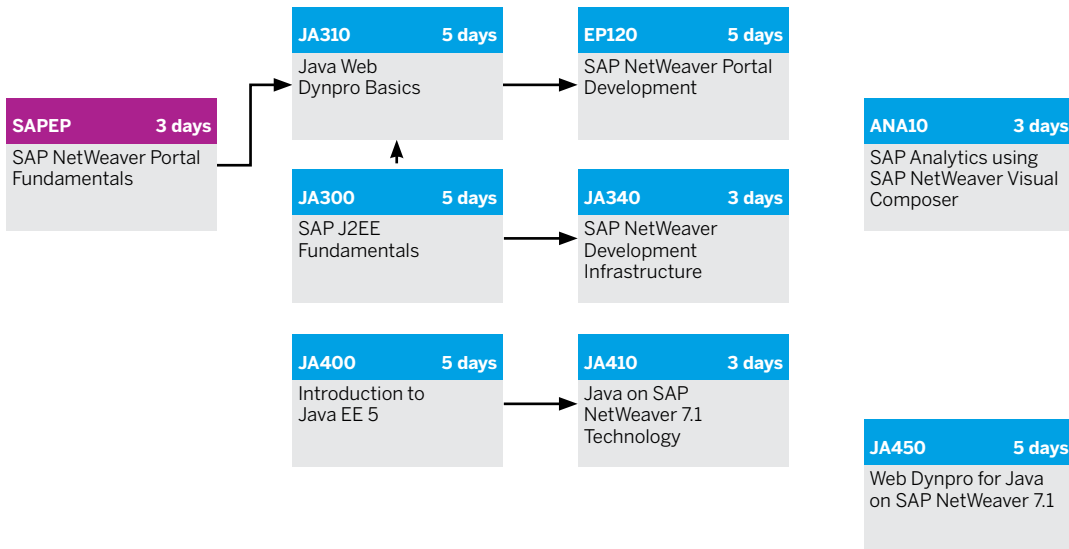 JA310 5 days
Java Web
Dynpro Basics
EP120 5 days
SAP NetWeaver Portal
Development
SAPEP 3 days
SAP NetWeaver Portal
Fundamentals
ANA10 3 days
SAP Analytics using
SAP NetWeaver Visual
Composer
JA300 5 days
SAP J2EE
Fundamentals
JA340 3 days
SAP NetWeaver
Development
Infrastructure
JA400 5 days
Introduction to
Java EE 5
JA410 3 days
Java on SAP
NetWeaver 7.1
Technology
JA450 5 days
Web Dynpro for Java
on SAP NetWeaver 7.1